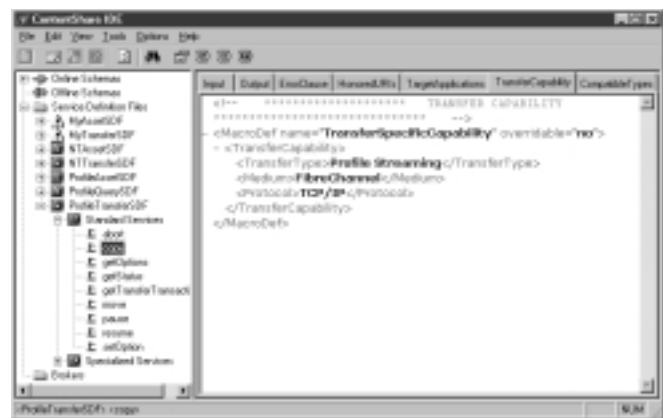 ContentShare IDE
File Edit View Tools Options Help
Online Schemas
Offline Schemas
Service Definition Files
MyAssetSDF
MyTransferSDF
NTAssetSDF
NTTransferSDF
ProfileAssetSDF
ProfileQuerySDF
ProfileTransferSDF
Standard Services
abort
copy
getOptions
getStatus
getTransferTransacti
move
pause
resume
setOption
Specialized Services
Brokers
Input Output ErrorClause HonoredURIs TargetApplications TransferCapability CompatibleTypes
<!-- ********************** TRANSFER CAPABILITY
************************* -->
- <MacroDef name="TransferSpecificCapability" overridable="no">
- <TransferCapability>
<TransferType>Profile Streaming</TransferType>
<Medium>FibreChannel</Medium>
<Protocol>TCP/IP</Protocol>
</TransferCapability>
</MacroDef>
<ProfileTransferSDF> <copy>
NUM